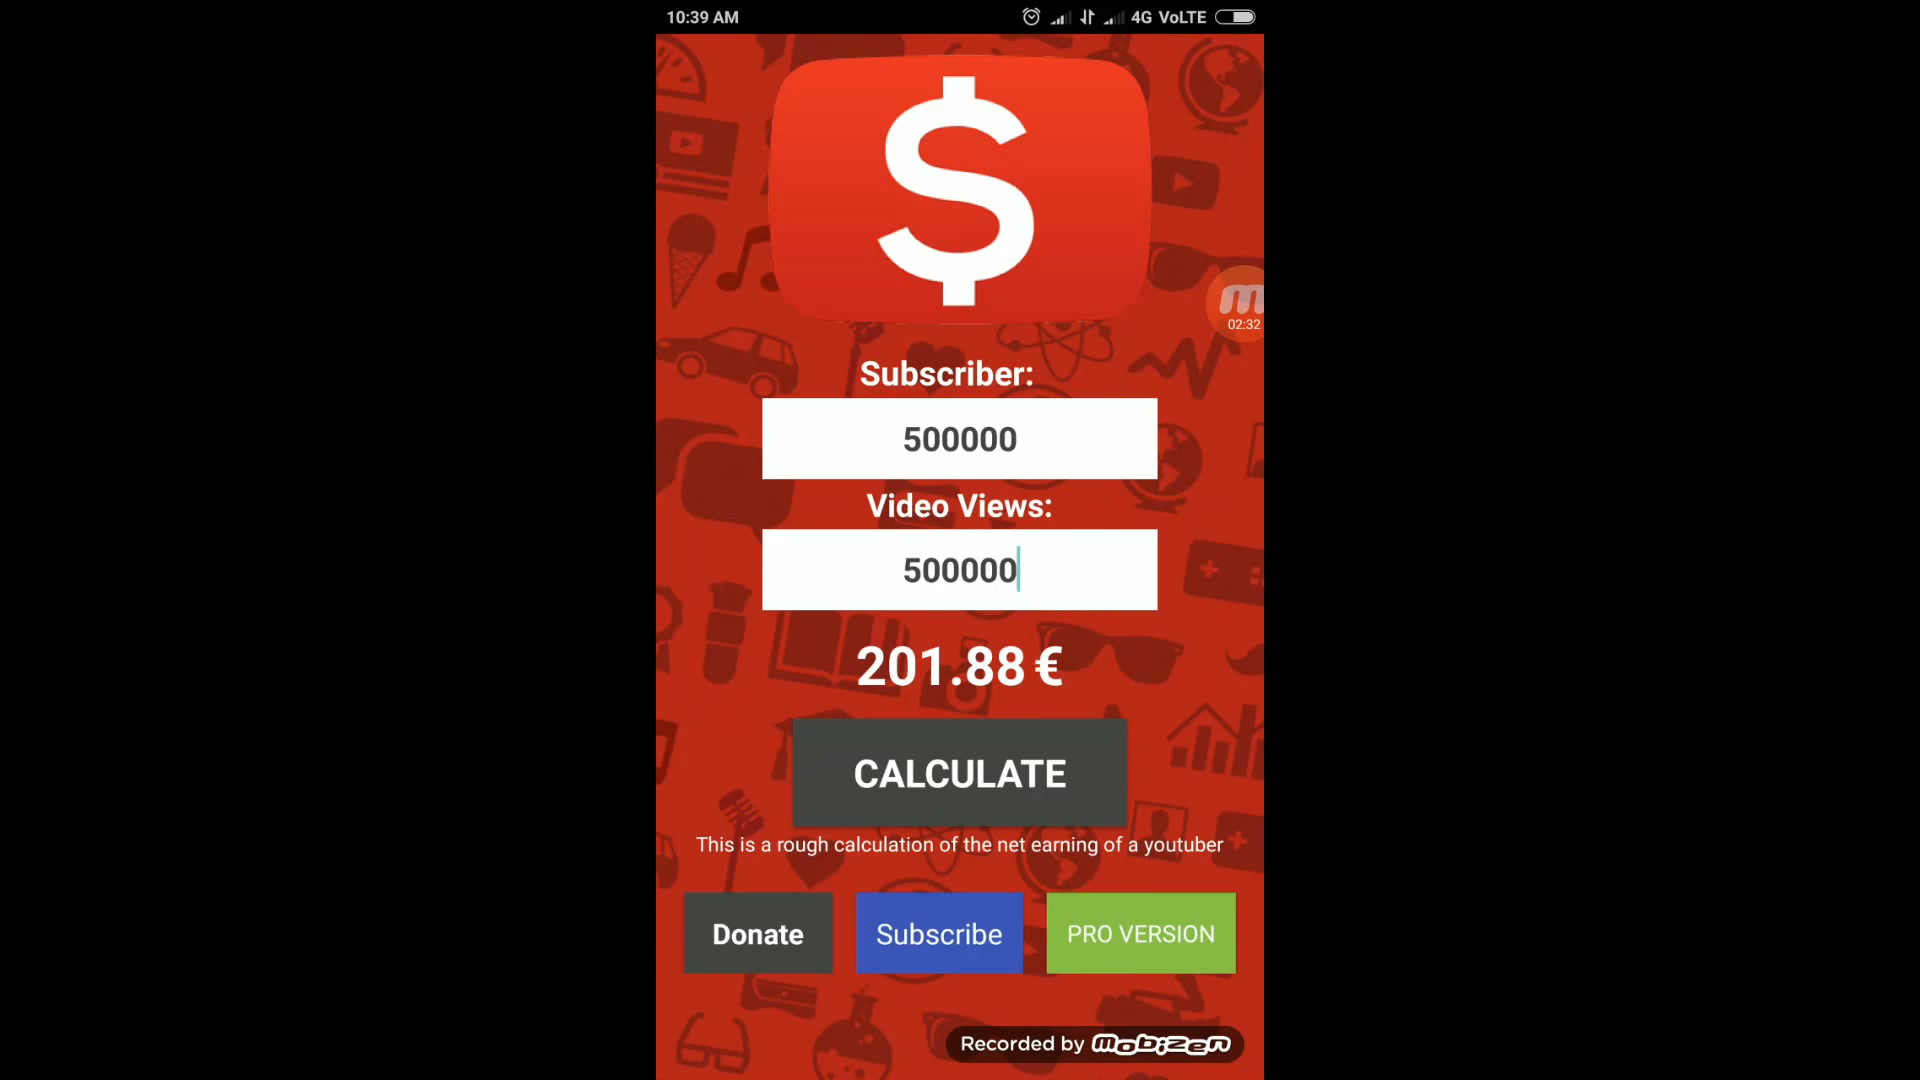 10:39 AM
4G VoLTE
$
02:32
Subscriber:
500000
Video Views:
500000
201.88 €
CALCULATE
This is a rough calculation of the net earning of a youtuber
Donate
Subscribe
PRO VERSION
Recorded by mobizen